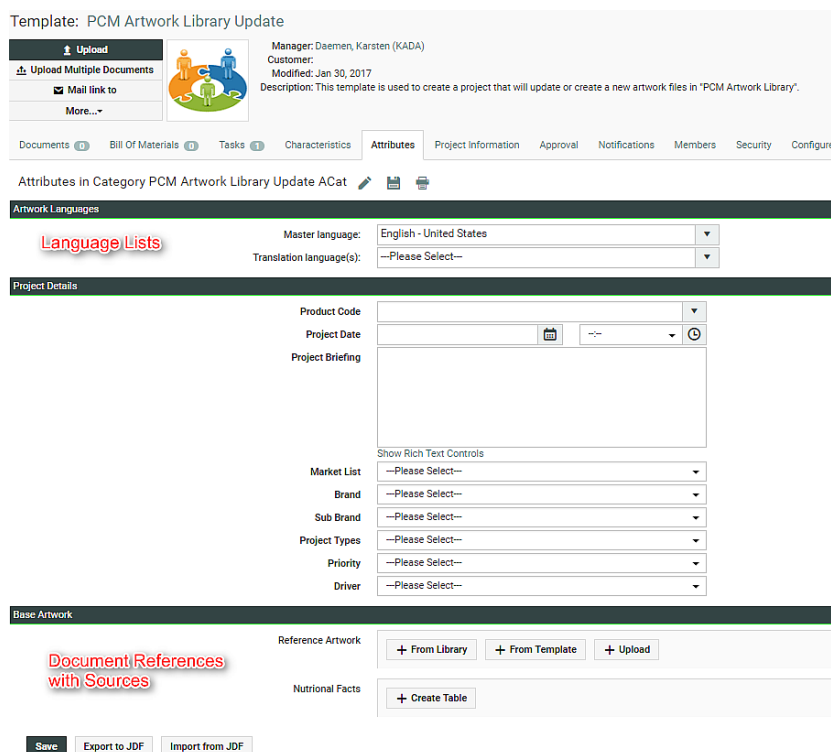 Template: PCM Artwork Library Update
Upload
Upload Multiple Documents
Mail link to
More...
Manager: Daemen, Karsten (KADA)
Customer:
Modified: Jan 30, 2017
Description: This template is used to create a project that will update or create a new artwork files in "PCM Artwork Library".
Documents 0 Bill Of Materials 0 Tasks 1 Characteristics Attributes Project Information Approval Notifications Members Security Configure
Attributes in Category PCM Artwork Library Update ACat
Artwork Languages
Language Lists
Master language: English - United States
Translation language(s): ---Please Select---
Project Details
Product Code
Project Date --:--
Project Briefing
Show Rich Text Controls
Market List ---Please Select---
Brand ---Please Select---
Sub Brand ---Please Select---
Project Types ---Please Select---
Priority ---Please Select---
Driver ---Please Select---
Base Artwork
Reference Artwork + From Library + From Template + Upload
Document References
with Sources
Nutrional Facts + Create Table
Save Export to JDF Import from JDF